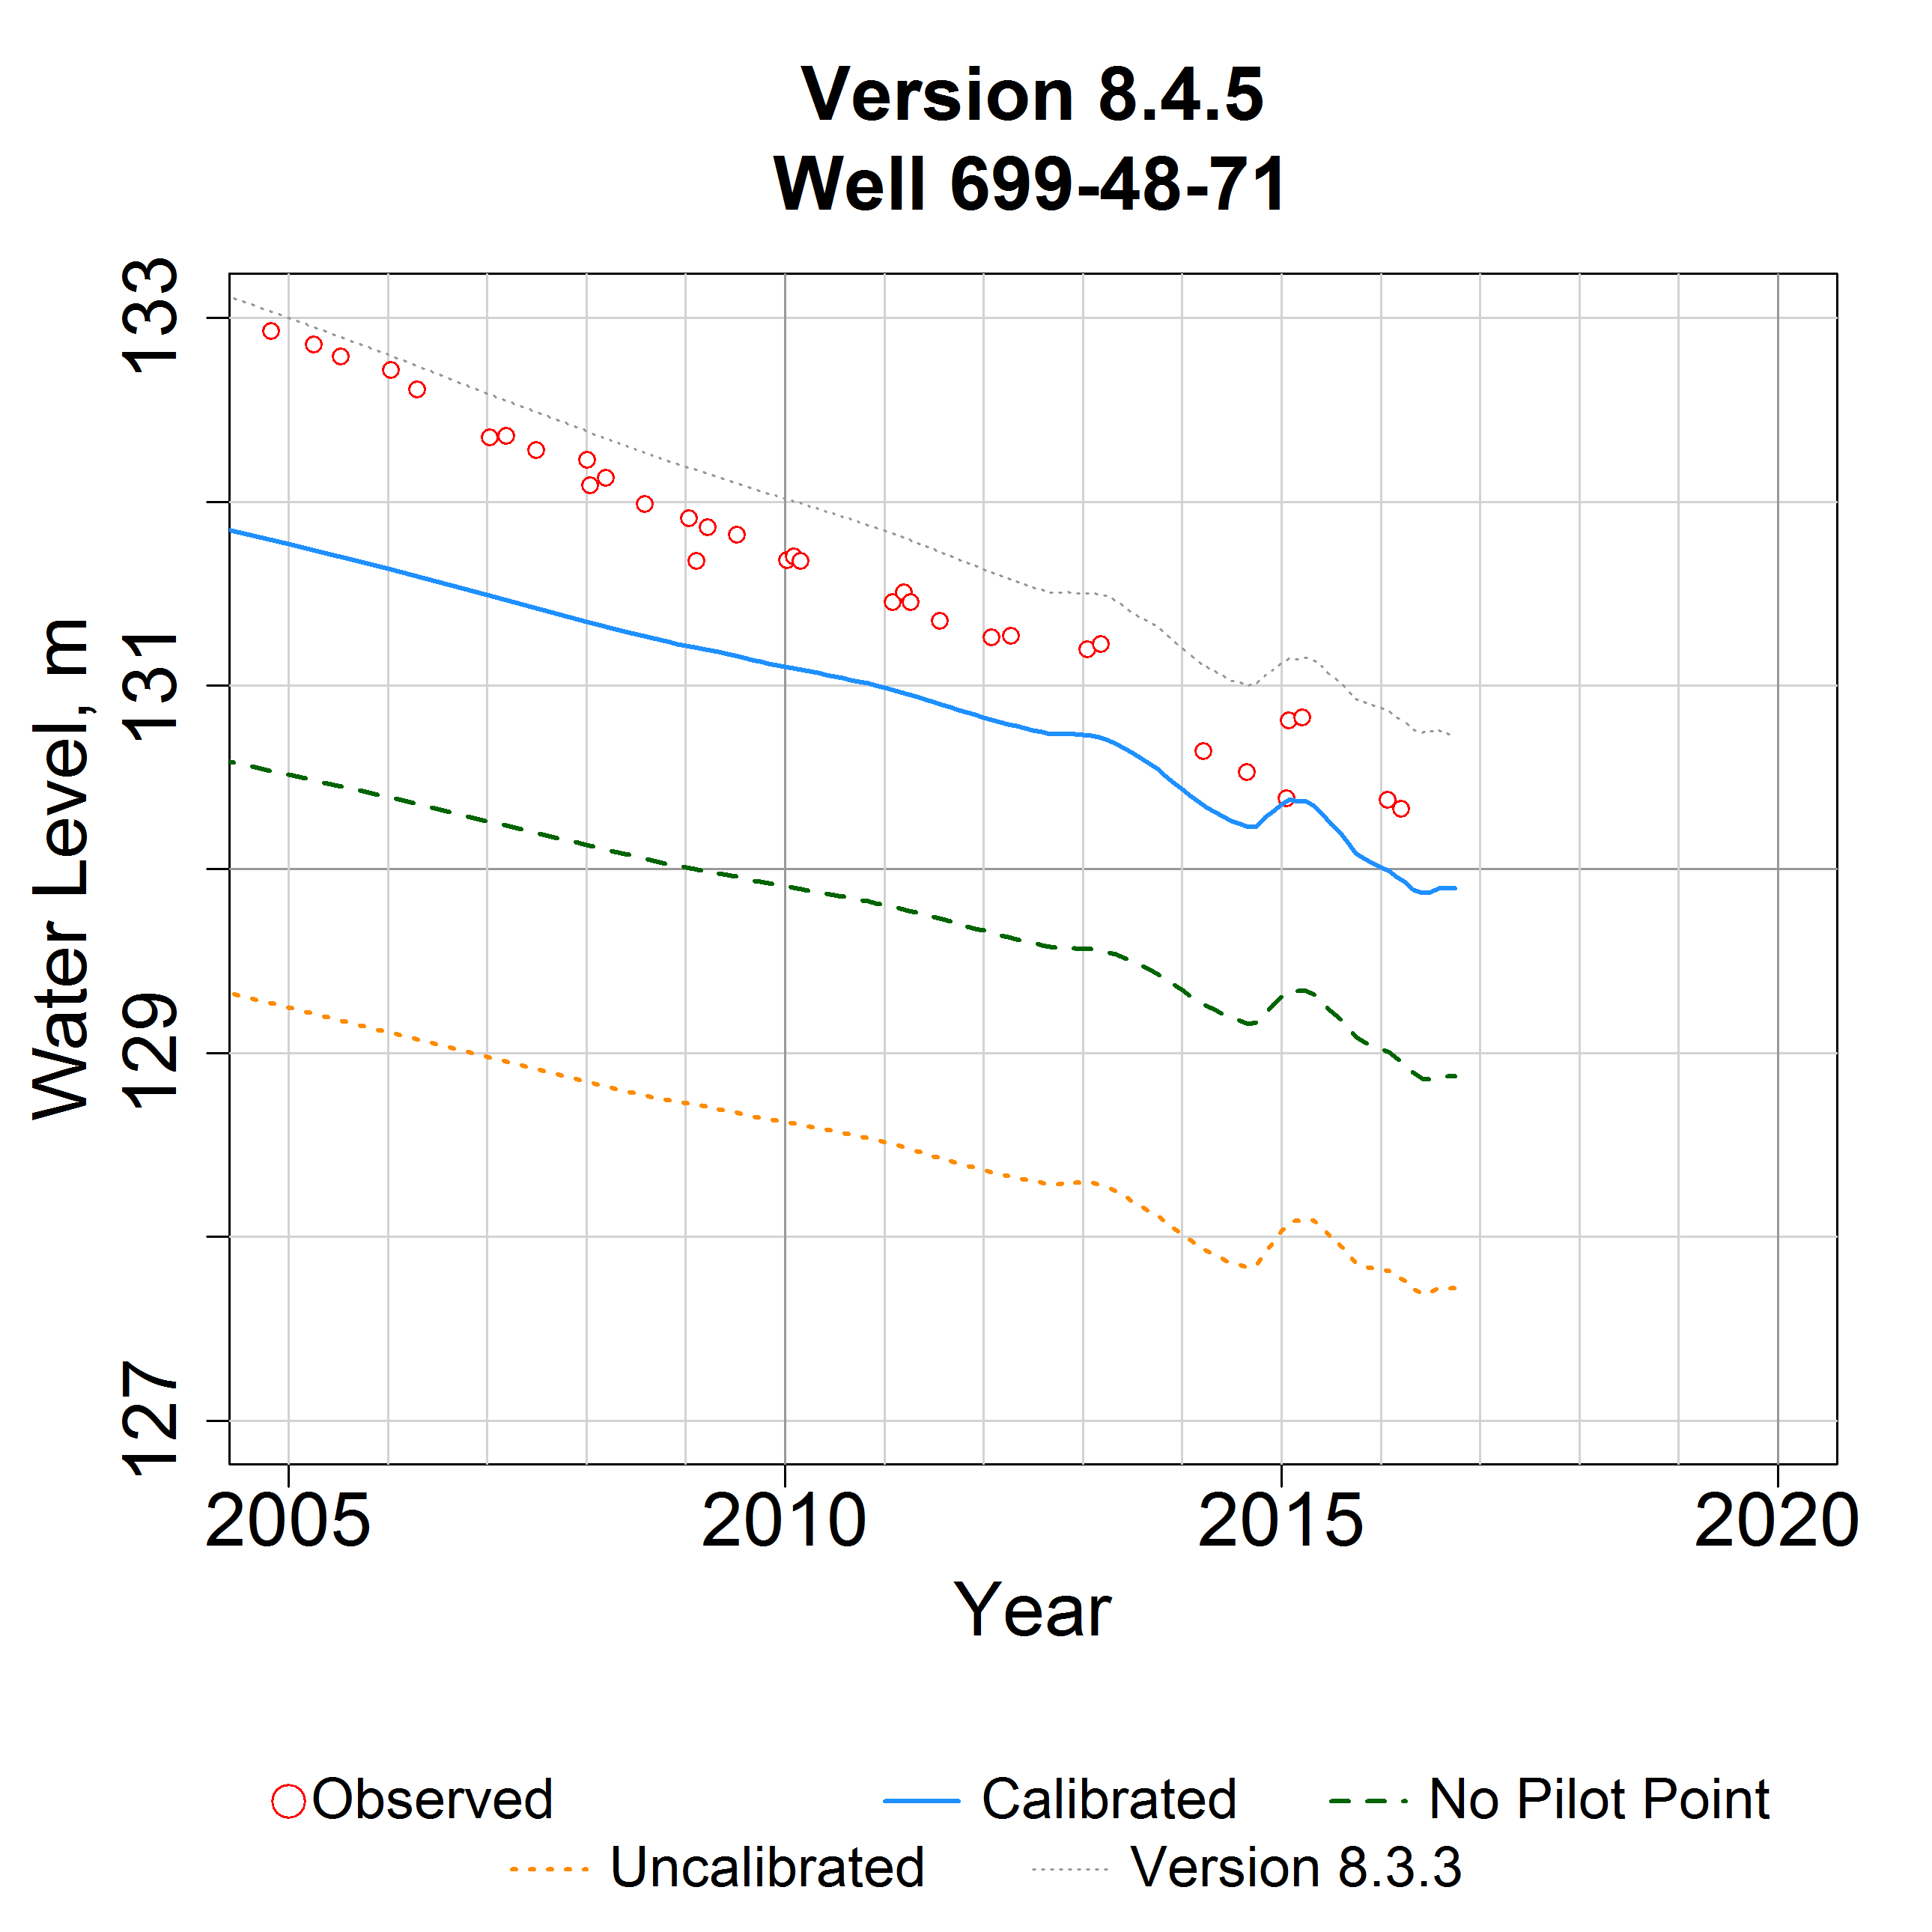 Version 8.4.5
Well 699-48-71
Water Level, m
133
131
129
127
2005 2010 2015 2020
Year
Observed Calibrated No Pilot Point
Uncalibrated Version 8.3.3